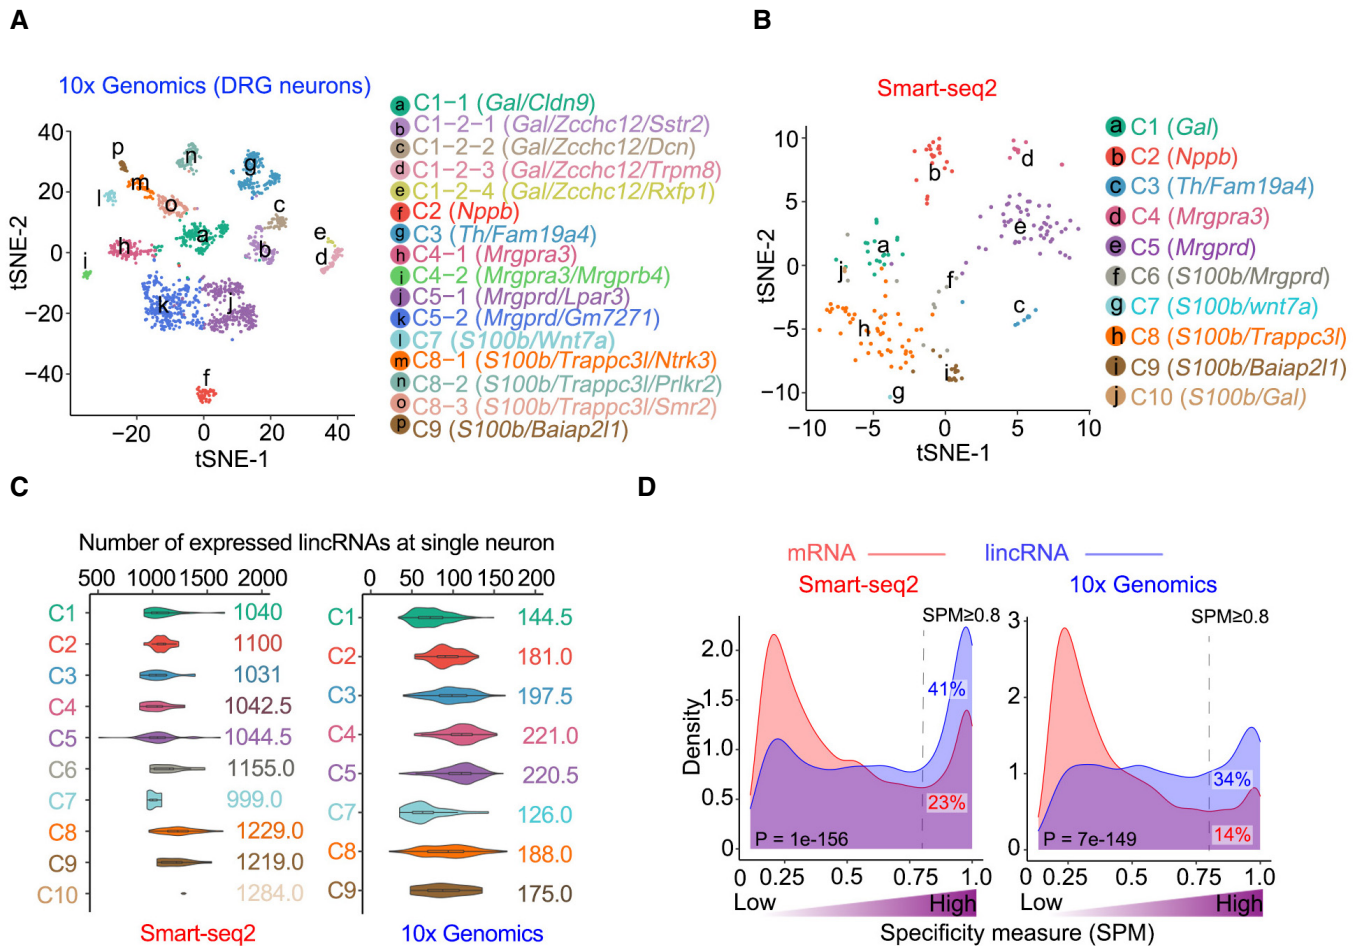 A
B
10x Genomics (DRG neurons)
40
20
0
−20
−40
tSNE-2
−20
0
20
40
tSNE-1
p
n
g
m
l
o
c
a
h
b
e
d
i
k
j
f
a C1−1 (Gal/Cldn9)
b C1−2−1 (Gal/Zcchc12/Sstr2)
c C1−2−2 (Gal/Zcchc12/Dcn)
d C1−2−3 (Gal/Zcchc12/Trpm8)
e C1−2−4 (Gal/Zcchc12/Rxfp1)
f C2 (Nppb)
g C3 (Th/Fam19a4)
h C4−1 (Mrgpra3)
i C4−2 (Mrgpra3/Mrgprb4)
j C5−1 (Mrgprd/Lpar3)
k C5−2 (Mrgprd/Gm7271)
l C7 (S100b/Wnt7a)
m C8−1 (S100b/Trappc3l/Ntrk3)
n C8−2 (S100b/Trappc3l/Prlkr2)
o C8−3 (S100b/Trappc3l/Smr2)
p C9 (S100b/Baiap2l1)
Smart-seq2
10
5
0
−5
−10
tSNE-2
−10
−5
0
5
10
tSNE-1
b
d
e
a
j
f
c
h
i
g
a C1 (Gal)
b C2 (Nppb)
c C3 (Th/Fam19a4)
d C4 (Mrgpra3)
e C5 (Mrgprd)
f C6 (S100b/Mrgprd)
g C7 (S100b/wnt7a)
h C8 (S100b/Trappc3l)
i C9 (S100b/Baiap2l1)
j C10 (S100b/Gal)
C
D
Number of expressed lincRNAs at single neuron
500 1000 1500 2000
C1 1040
C2 1100
C3 1031
C4 1042.5
C5 1044.5
C6 1155.0
C7 999.0
C8 1229.0
C9 1219.0
C10 1284.0
Smart-seq2
0 50 100 150 200
C1 144.5
C2 181.0
C3 197.5
C4 221.0
C5 220.5
C7 126.0
C8 188.0
C9 175.0
10x Genomics
mRNA lincRNA
Smart-seq2
SPM≥0.8
2.0
1.5
1.0
0.5
0
Density
41%
23%
P = 1e-156
0 0.25 0.5 0.75 1.0
Low High
10x Genomics
SPM≥0.8
3
2
1
0
34%
14%
P = 7e-149
0 0.25 0.5 0.75 1.0
Low High
Specificity measure (SPM)